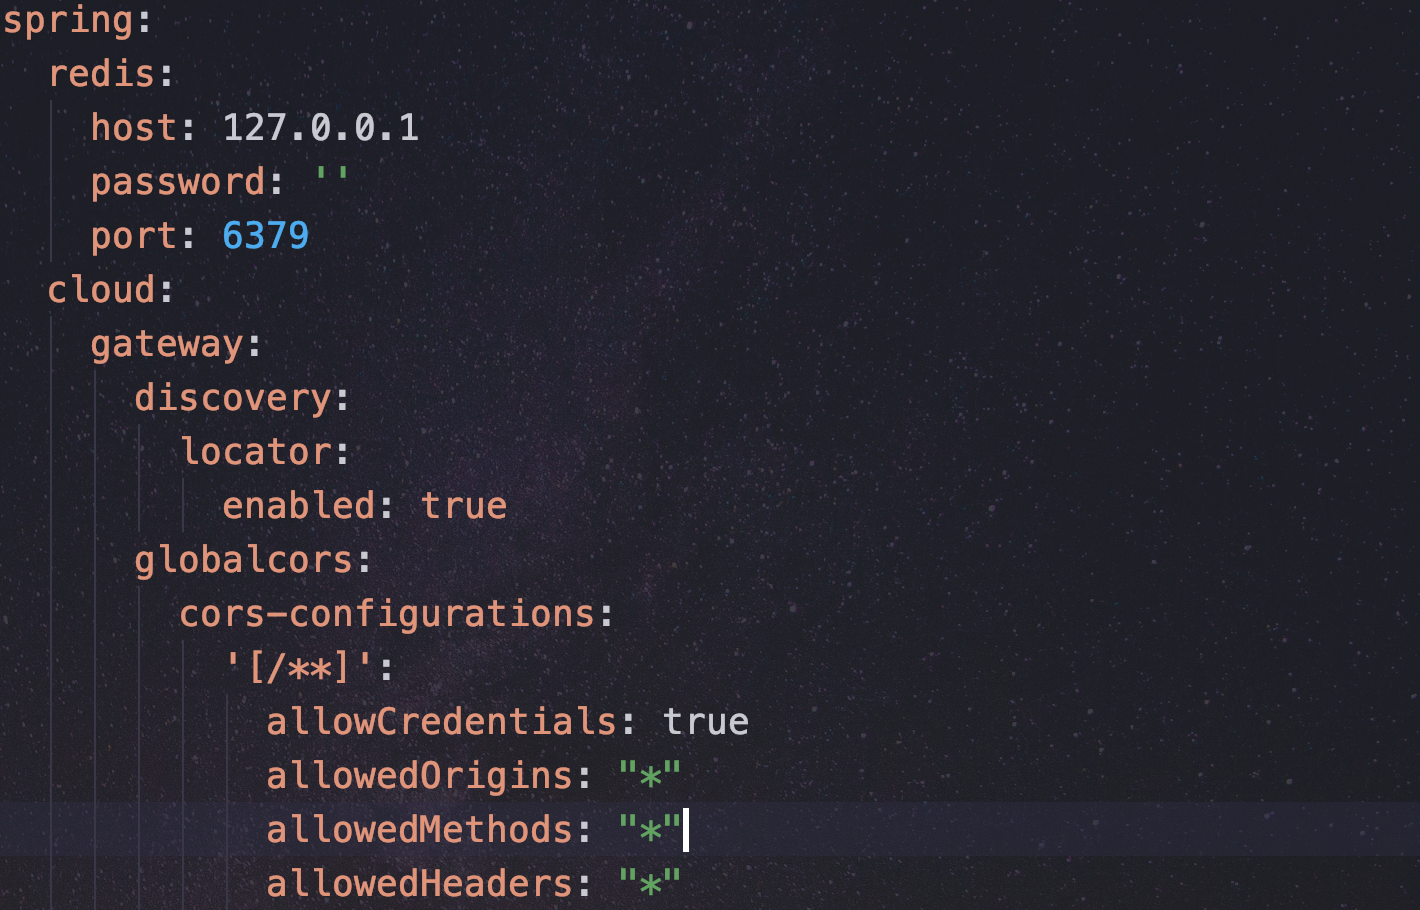 spring:
  redis:
    host: 127.0.0.1
    password: ''
    port: 6379
  cloud:
    gateway:
      discovery:
        locator:
          enabled: true
      globalcors:
        cors-configurations:
          '[/**]':
            allowCredentials: true
            allowedOrigins: "*"
            allowedMethods: "*"
            allowedHeaders: "*"